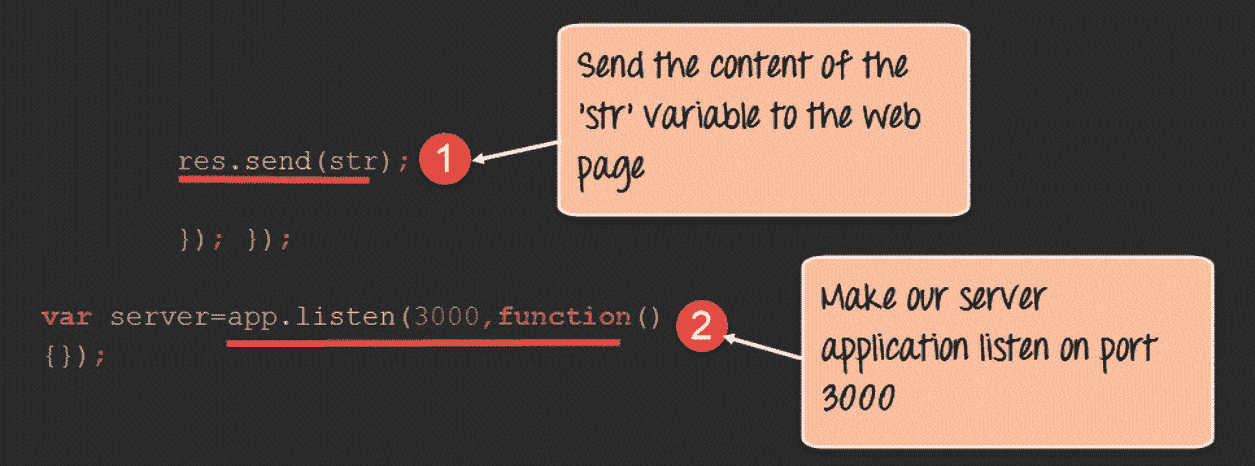 Send the content of the
'str' variable to the web
page
res.send(str);
1
}); });
Make our server
application listen on port
3000
var server=app.listen(3000,function()
2
{});